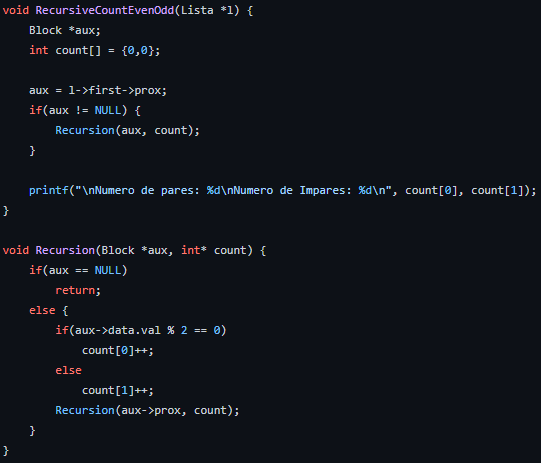 void RecursiveCountEvenOdd(Lista *l) {
    Block *aux;
    int count[] = {0,0};

    aux = l->first->prox;
    if(aux != NULL) {
        Recursion(aux, count);
    }

    printf("\nNumero de pares: %d\nNumero de Impares: %d\n", count[0], count[1]);
}

void Recursion(Block *aux, int* count) {
    if(aux == NULL)
        return;
    else {
        if(aux->data.val % 2 == 0)
            count[0]++;
        else
            count[1]++;
        Recursion(aux->prox, count);
    }
}